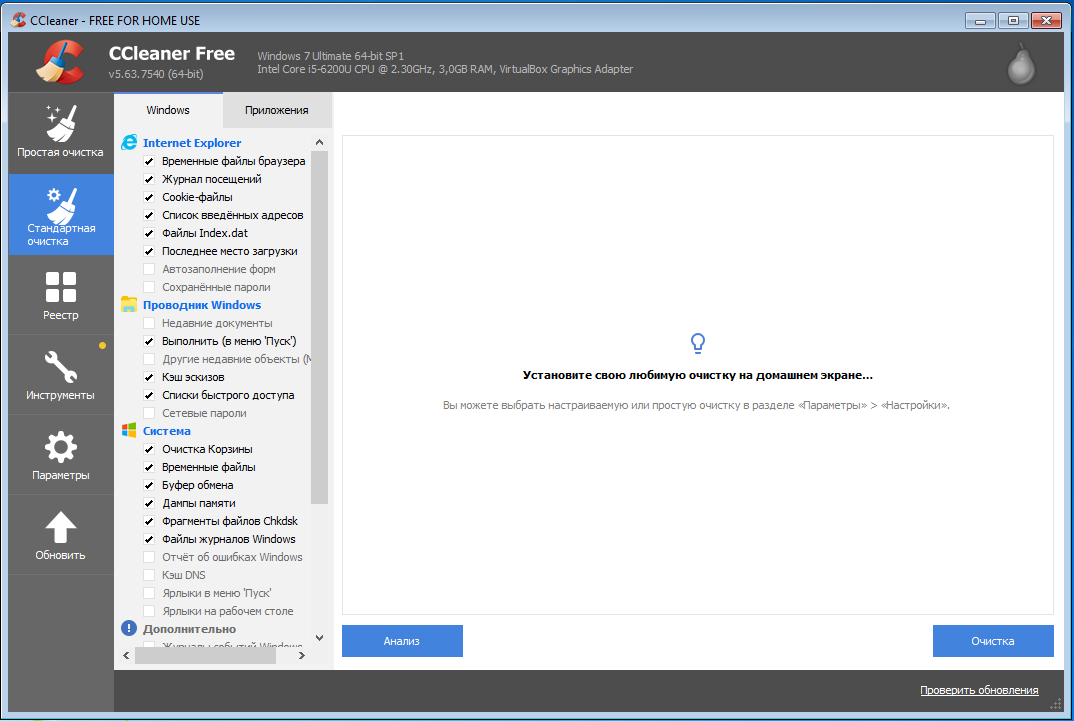 CCleaner - FREE FOR HOME USE
CCleaner Free
v5.63.7540 (64-bit)
Windows 7 Ultimate 64-bit SP1
Intel Core i5-6200U CPU @ 2.30GHz, 3,0GB RAM, VirtualBox Graphics Adapter
Простая очистка
Стандартная
очистка
Реестр
Инструменты
Параметры
Обновить
Windows
Приложения
Internet Explorer
Временные файлы браузера
Журнал посещений
Cookie-файлы
Список введённых адресов
Файлы Index.dat
Последнее место загрузки
Автозаполнение форм
Сохранённые пароли
Проводник Windows
Недавние документы
Выполнить (в меню 'Пуск')
Другие недавние объекты (М
Кэш эскизов
Списки быстрого доступа
Сетевые пароли
Система
Очистка Корзины
Временные файлы
Буфер обмена
Дампы памяти
Фрагменты файлов Chkdsk
Файлы журналов Windows
Отчёт об ошибках Windows
Кэш DNS
Ярлыки в меню 'Пуск'
Ярлыки на рабочем столе
Дополнительно
Журналы событий Windows
Установите свою любимую очистку на домашнем экране...
Вы можете выбрать настраиваемую или простую очистку в разделе «Параметры» > «Настройки».
Анализ
Очистка
Проверить обновления